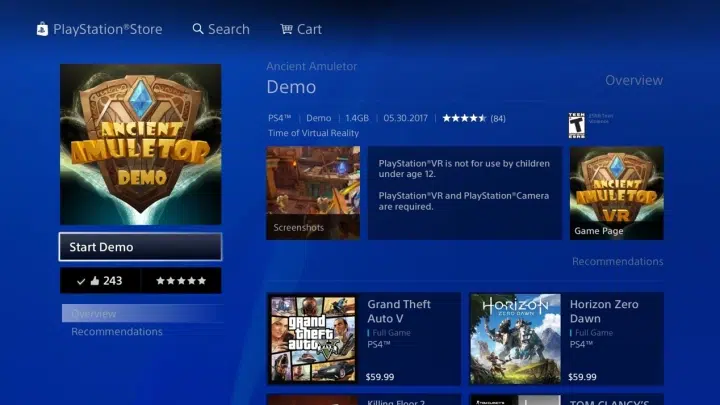 PlayStation®Store
Search
Cart
Ancient Amuletor
Demo
Overview
PS4™ | Demo | 1.4GB | 05.30.2017 | (84)
Time of Virtual Reality
TEEN
T
ANCIENT
AMULETOR
DEMO
Start Demo
243
Overview
Recommendations
Screenshots
PlayStation®VR is not for use by children
under age 12.
PlayStation®VR and PlayStation®Camera
are required.
ANCIENT
AMULETOR
VR
Game Page
Recommendations
grand
theft
auto
Grand Theft
Auto V
Full Game
PS4™
$59.99
HORIZON
ZERO DAWN
Horizon Zero
Dawn
Full Game
PS4™
$59.99
Killing Floor 2
TOM CLANCY'S